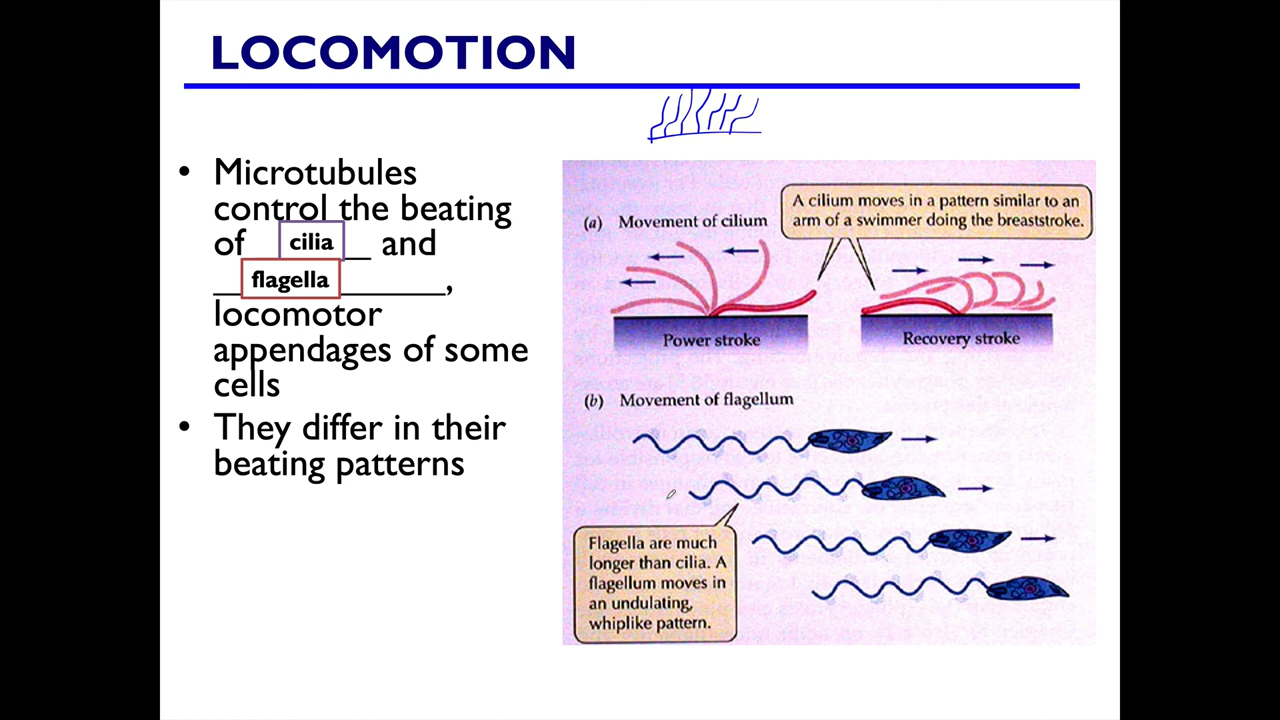 LOCOMOTION
• Microtubules
control the beating
of cilia and
flagella,
locomotor
appendages of some
cells
• They differ in their
beating patterns
(a) Movement of cilium
A cilium moves in a pattern similar to an
arm of a swimmer doing the breaststroke.
Power stroke
Recovery stroke
(b) Movement of flagellum
Flagella are much
longer than cilia. A
flagellum moves in
an undulating,
whiplike pattern.